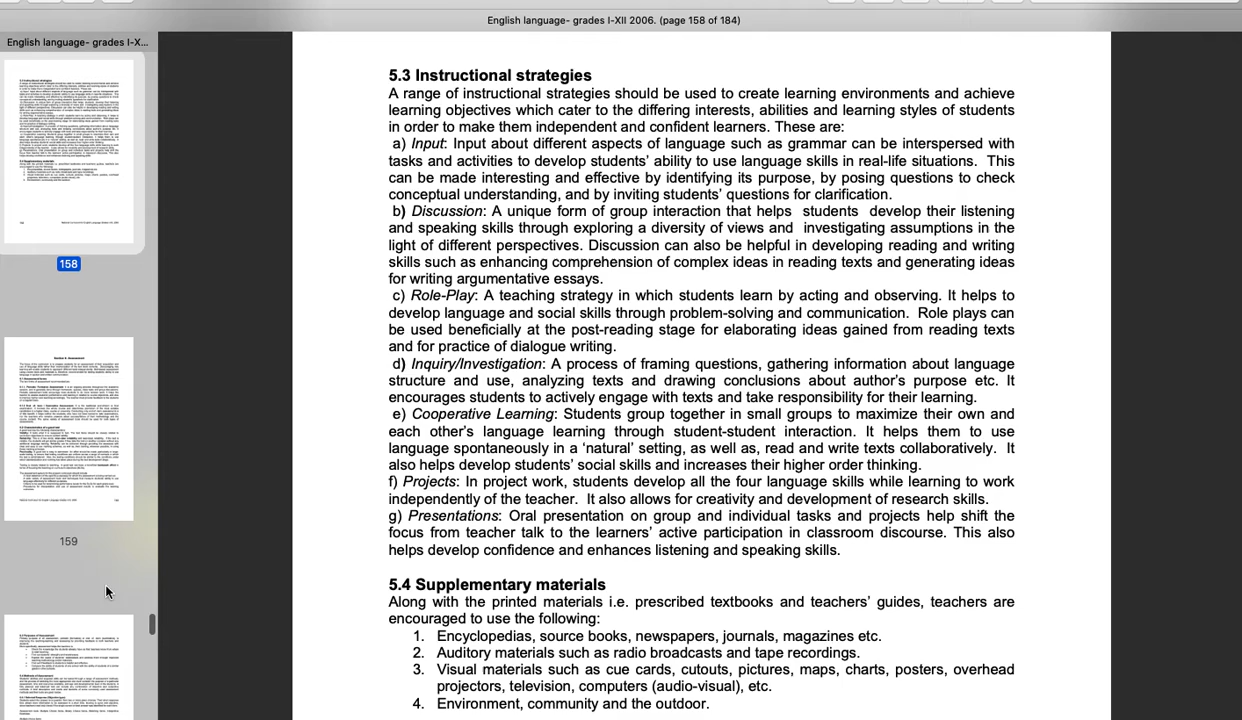 English language- grades I-XII 2006. (page 158 of 184)
English language- grades I-X...
158
159
5.3 Instructional strategies
A range of instructional strategies should be used to create learning environments and achieve
learning outcomes that cater to the differing intelligences and learning styles of students
in order to develop independent and confident learners. These are:
a) Input: Input about different aspects of language such as grammar can be interspersed with
tasks and activities to develop students' ability to use language skills in real-life situations. This
can be made interesting and effective by identifying its purpose, by posing questions to check
conceptual understanding, and by inviting students' questions for clarification.
b) Discussion: A unique form of group interaction that helps students develop their listening
and speaking skills through exploring a diversity of views and investigating assumptions in the
light of different perspectives. Discussion can also be helpful in developing reading and writing
skills such as enhancing comprehension of complex ideas in reading texts and generating ideas
for writing argumentative essays.
c) Role-Play: A teaching strategy in which students learn by acting and observing. It helps to
develop language and social skills through problem-solving and communication. Role plays can
be used beneficially at the post-reading stage for elaborating ideas gained from reading texts
and for practice of dialogue writing.
d) Inquiry/Investigation: A process of framing questions, gathering information about language
structure and use, analyzing texts and drawing conclusions about author's purpose etc. It
encourages students to actively engage with texts and take responsibility for their learning.
e) Cooperative Learning: Students group together in small groups to maximize their own and
each other's language learning through student-student interaction. It helps them to use
language meaningfully in a 'natural' setting, as well as, read and write texts collaboratively. It
also helps develop students' social skills and increase their higher order thinking.
f) Projects: In project work, students develop all the four language skills while learning to work
independently of the teacher. It also allows for creativity and development of research skills.
g) Presentations: Oral presentation on group and individual tasks and projects help shift the
focus from teacher talk to the learners' active participation in classroom discourse. This also
helps develop confidence and enhances listening and speaking skills.
5.4 Supplementary materials
Along with the printed materials i.e. prescribed textbooks and teachers' guides, teachers are
encouraged to use the following:
1. Encyclopedias, source books, newspapers, journals, magazines etc.
2. Auditory materials such as radio broadcasts and tape recordings.
3. Visual materials such as cue cards, cutouts, pictures, maps, charts, posters, overhead
projectors, television, computers (audio-visual), etc.
4. Environment, community and the outdoor.